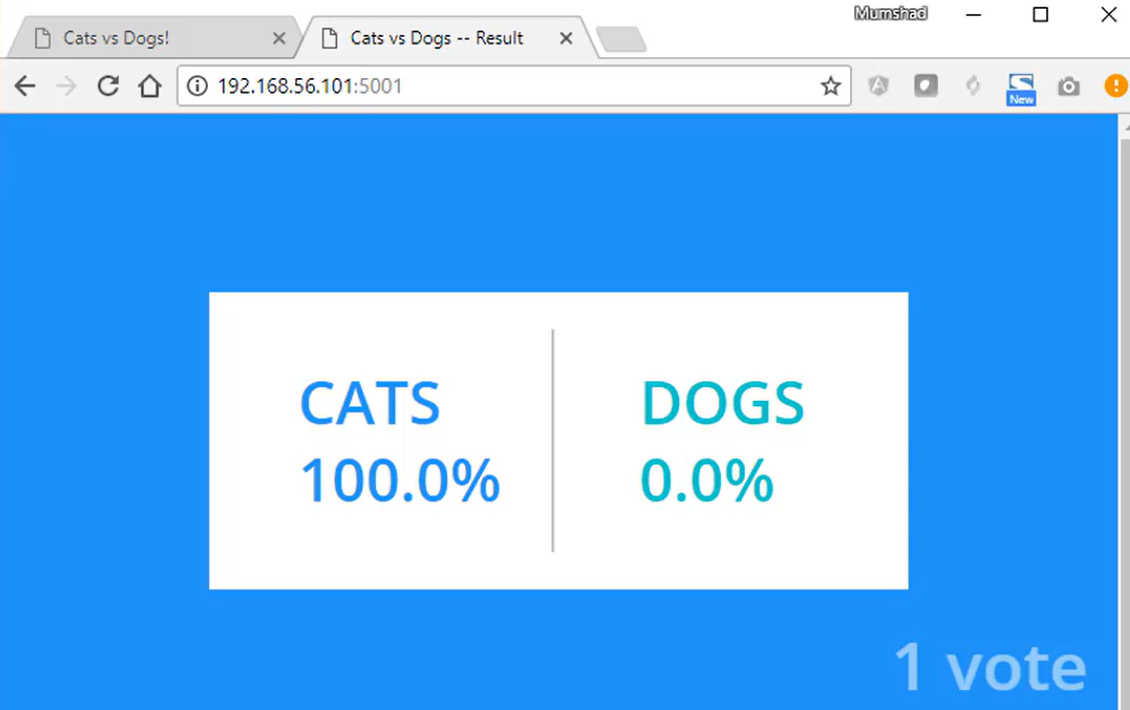 Mumshad
Cats vs Dogs!
Cats vs Dogs -- Result
192.168.56.101:5001
New
CATS
100.0%
DOGS
0.0%
1 vote